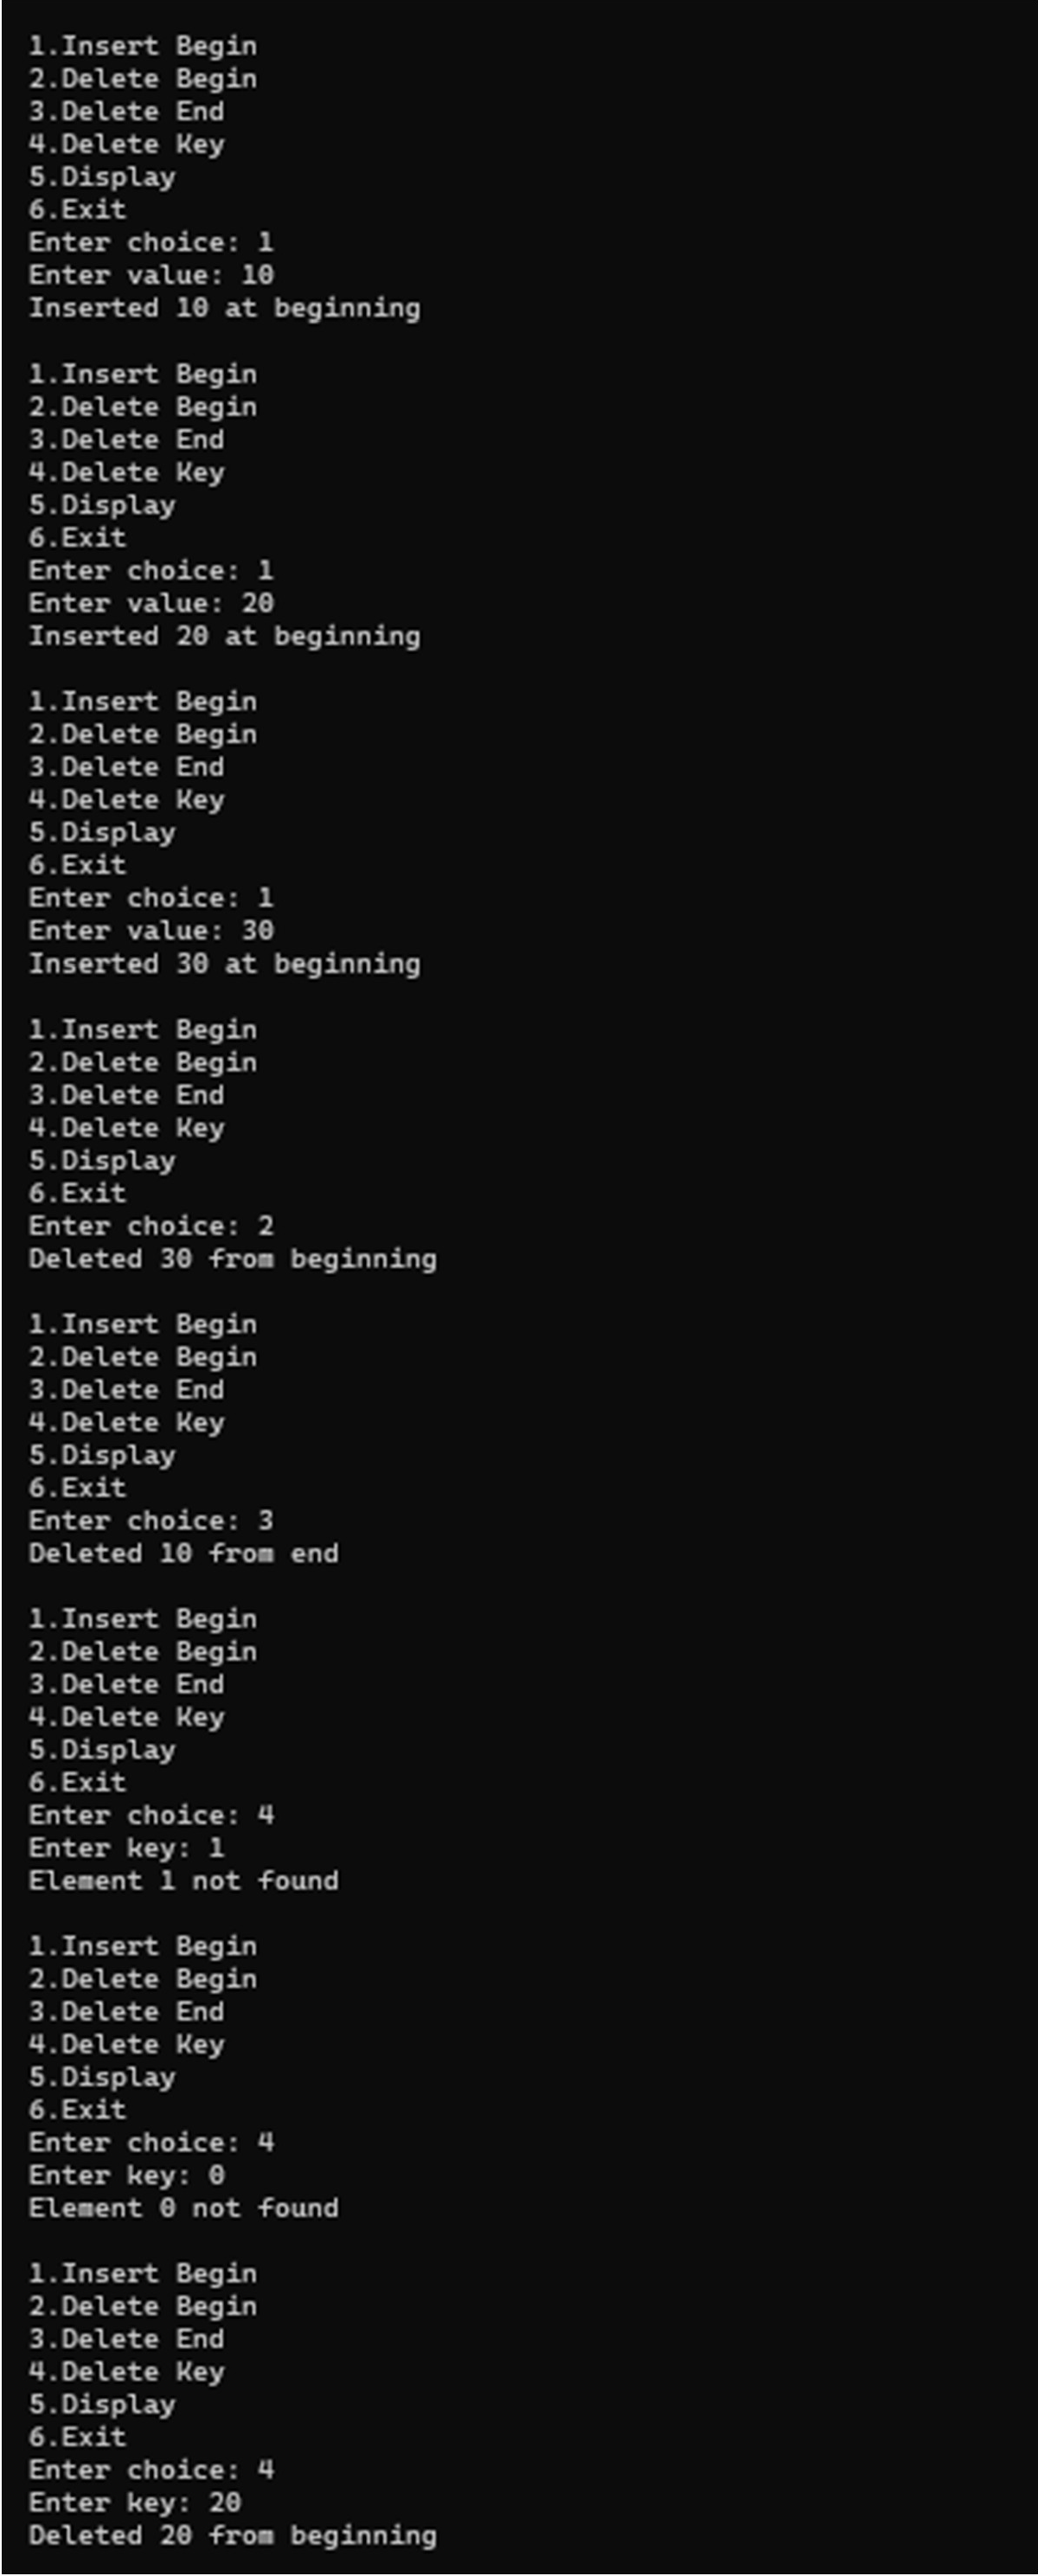 1.Insert Begin
2.Delete Begin
3.Delete End
4.Delete Key
5.Display
6.Exit
Enter choice: 1
Enter value: 10
Inserted 10 at beginning
1.Insert Begin
2.Delete Begin
3.Delete End
4.Delete Key
5.Display
6.Exit
Enter choice: 1
Enter value: 20
Inserted 20 at beginning
1.Insert Begin
2.Delete Begin
3.Delete End
4.Delete Key
5.Display
6.Exit
Enter choice: 1
Enter value: 30
Inserted 30 at beginning
1.Insert Begin
2.Delete Begin
3.Delete End
4.Delete Key
5.Display
6.Exit
Enter choice: 2
Deleted 30 from beginning
1.Insert Begin
2.Delete Begin
3.Delete End
4.Delete Key
5.Display
6.Exit
Enter choice: 3
Deleted 10 from end
1.Insert Begin
2.Delete Begin
3.Delete End
4.Delete Key
5.Display
6.Exit
Enter choice: 4
Enter key: 1
Element 1 not found
1.Insert Begin
2.Delete Begin
3.Delete End
4.Delete Key
5.Display
6.Exit
Enter choice: 4
Enter key: 0
Element 0 not found
1.Insert Begin
2.Delete Begin
3.Delete End
4.Delete Key
5.Display
6.Exit
Enter choice: 4
Enter key: 20
Deleted 20 from beginning